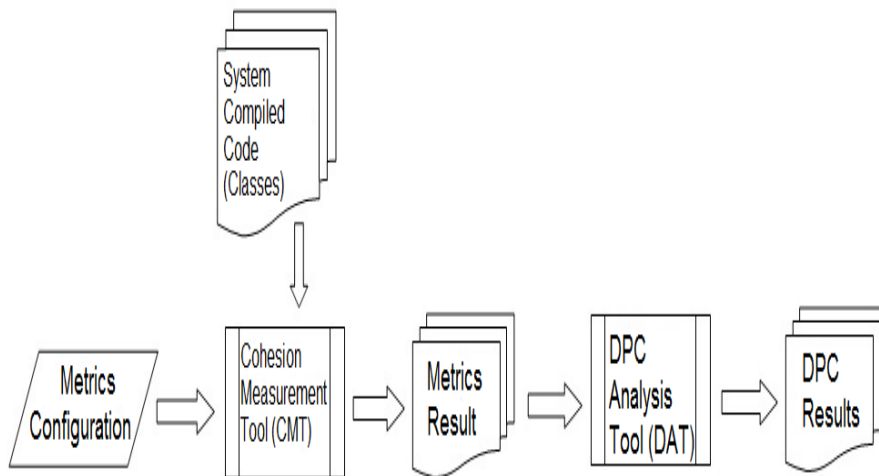 System
Compiled
Code
(Classes)
Metrics
Configuration
Cohesion
Measurement
Tool (CMT)
Metrics
Result
DPC
Analysis
Tool (DAT)
DPC
Results